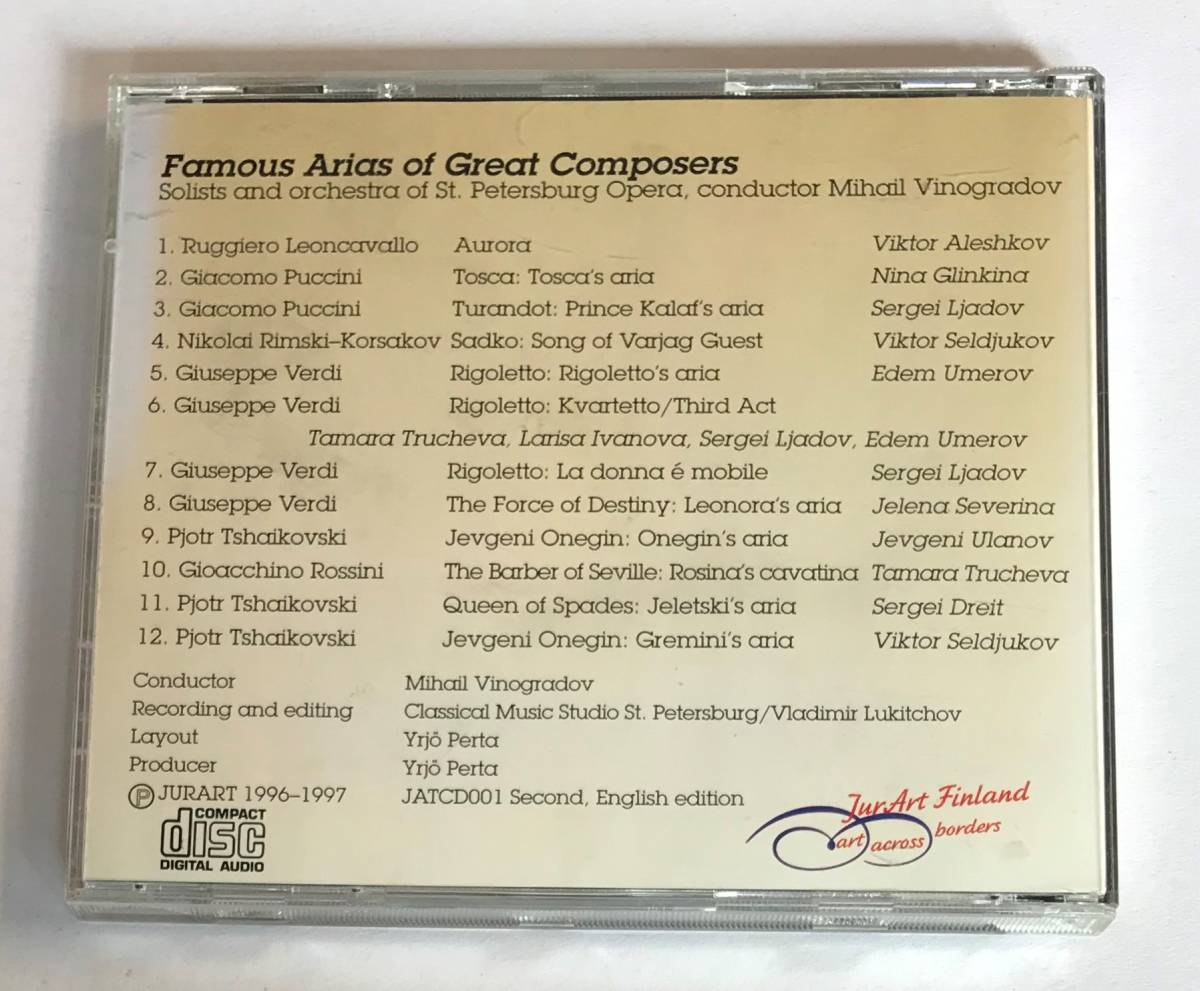 Famous Arias of Great Composers
Solists and orchestra of St. Petersburg Opera, conductor Mihail Vinogradov
1. Ruggiero Leoncavallo Aurora Viktor Aleshkov
2. Giacomo Puccini Tosca: Tosca's aria Nina Glinkina
3. Giacomo Puccini Turandot: Prince Kalaf's aria Sergei Ljadov
4. Nikolai Rimski-Korsakov Sadko: Song of Varjag Guest Viktor Seldjukov
5. Giuseppe Verdi Rigoletto: Rigoletto's aria Edem Umerov
6. Giuseppe Verdi Rigoletto: Kvartetto/Third Act
Tamara Trucheva, Larisa Ivanova, Sergei Ljadov, Edem Umerov
7. Giuseppe Verdi Rigoletto: La donna é mobile Sergei Ljadov
8. Giuseppe Verdi The Force of Destiny: Leonora's aria Jelena Severina
9. Pjotr Tshaikovski Jevgeni Onegin: Onegin's aria Jevgeni Ulanov
10. Gioacchino Rossini The Barber of Seville: Rosina's cavatina Tamara Trucheva
11. Pjotr Tshaikovski Queen of Spades: Jeletski's aria Sergei Dreit
12. Pjotr Tshaikovski Jevgeni Onegin: Gremini's aria Viktor Seldjukov
Conductor Mihail Vinogradov
Recording and editing Classical Music Studio St. Petersburg/Vladimir Lukitchov
Layout Yrjö Perta
Producer Yrjö Perta
Ⓟ JURART 1996-1997 JATCD001 Second, English edition
COMPACT
disc
DIGITAL AUDIO
JurArt Finland
art across borders